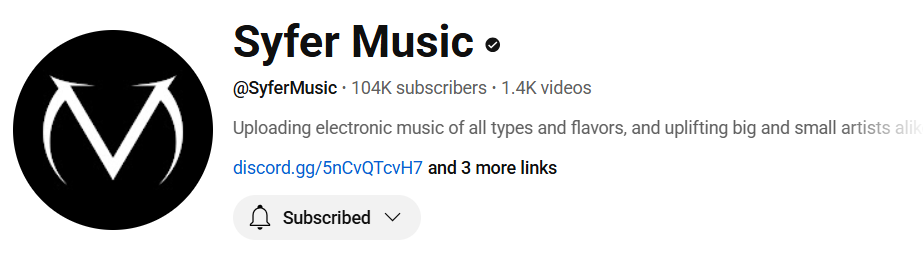 Syfer Music
@SyferMusic · 104K subscribers · 1.4K videos
Uploading electronic music of all types and flavors, and uplifting big and small artists alik
discord.gg/5nCvQTcvH7 and 3 more links
Subscribed